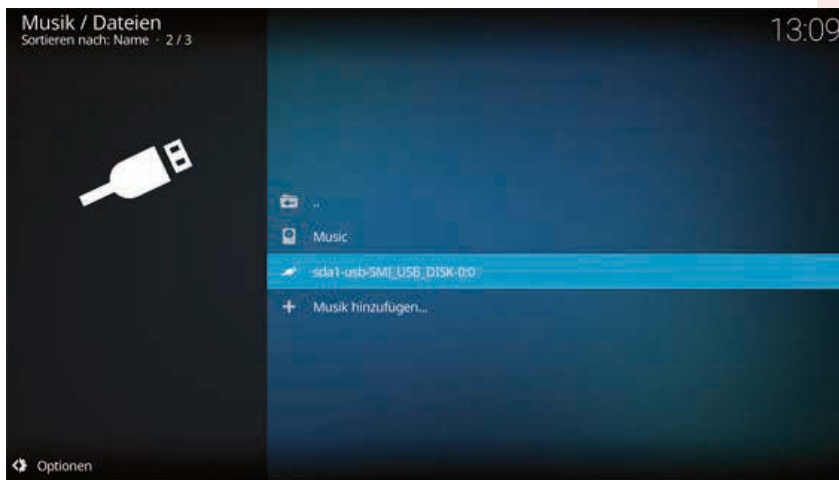 Musik / Dateien
Sortieren nach: Name · 2 / 3
13:09
..
Music
sda1-usb-SMI_USB_DISK-0:0
Musik hinzufügen...
Optionen